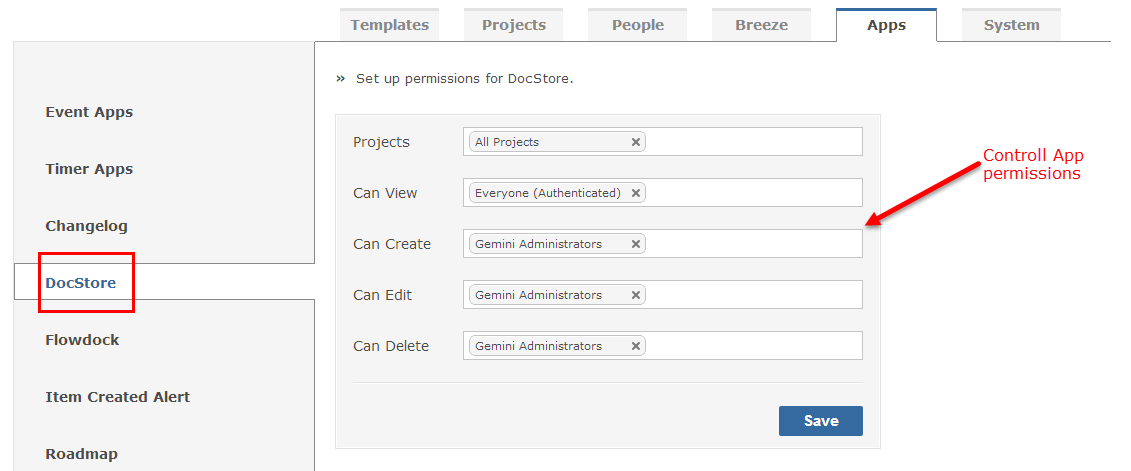 Templates Projects People Breeze Apps System
» Set up permissions for DocStore.
Event Apps
Timer Apps
Changelog
DocStore
Flowdock
Item Created Alert
Roadmap
Projects All Projects ×
Can View Everyone (Authenticated) ×
Can Create Gemini Administrators ×
Can Edit Gemini Administrators ×
Can Delete Gemini Administrators ×
Save
Controll App
permissions